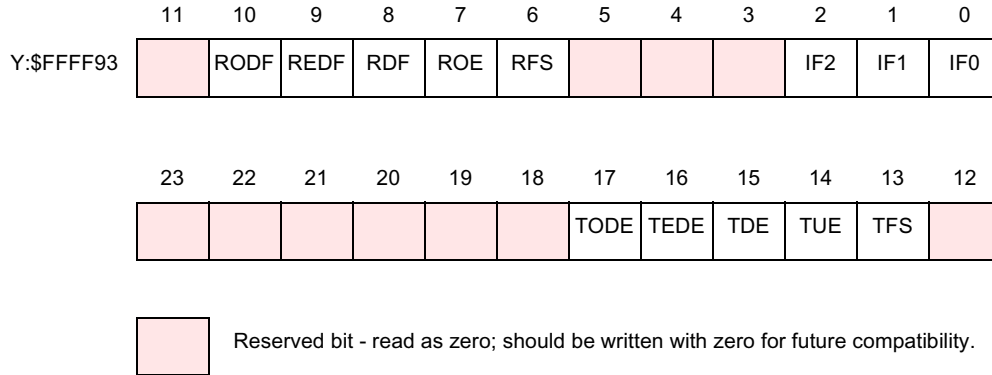 11 10 9 8 7 6 5 4 3 2 1 0
Y:$FFFF93 RODF REDF RDF ROE RFS IF2 IF1 IF0
23 22 21 20 19 18 17 16 15 14 13 12
TODE TEDE TDE TUE TFS
Reserved bit - read as zero; should be written with zero for future compatibility.